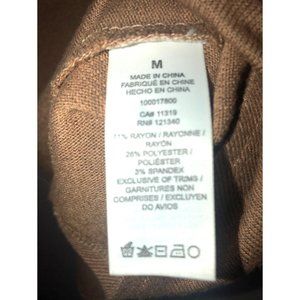 M
MADE IN CHINA
FABRIQUÉ EN CHINE
HECHO EN CHINA
100017800
CA# 11319
RN# 121340
RAYON / RAYONNE /
RAYÓN
26% POLYESTER /
POLIÉSTER
3% SPANDEX
EXCLUSIVE OF TRIMS /
GARNITURES NON
COMPRISES / EXCLUYEN
DO AVIOS